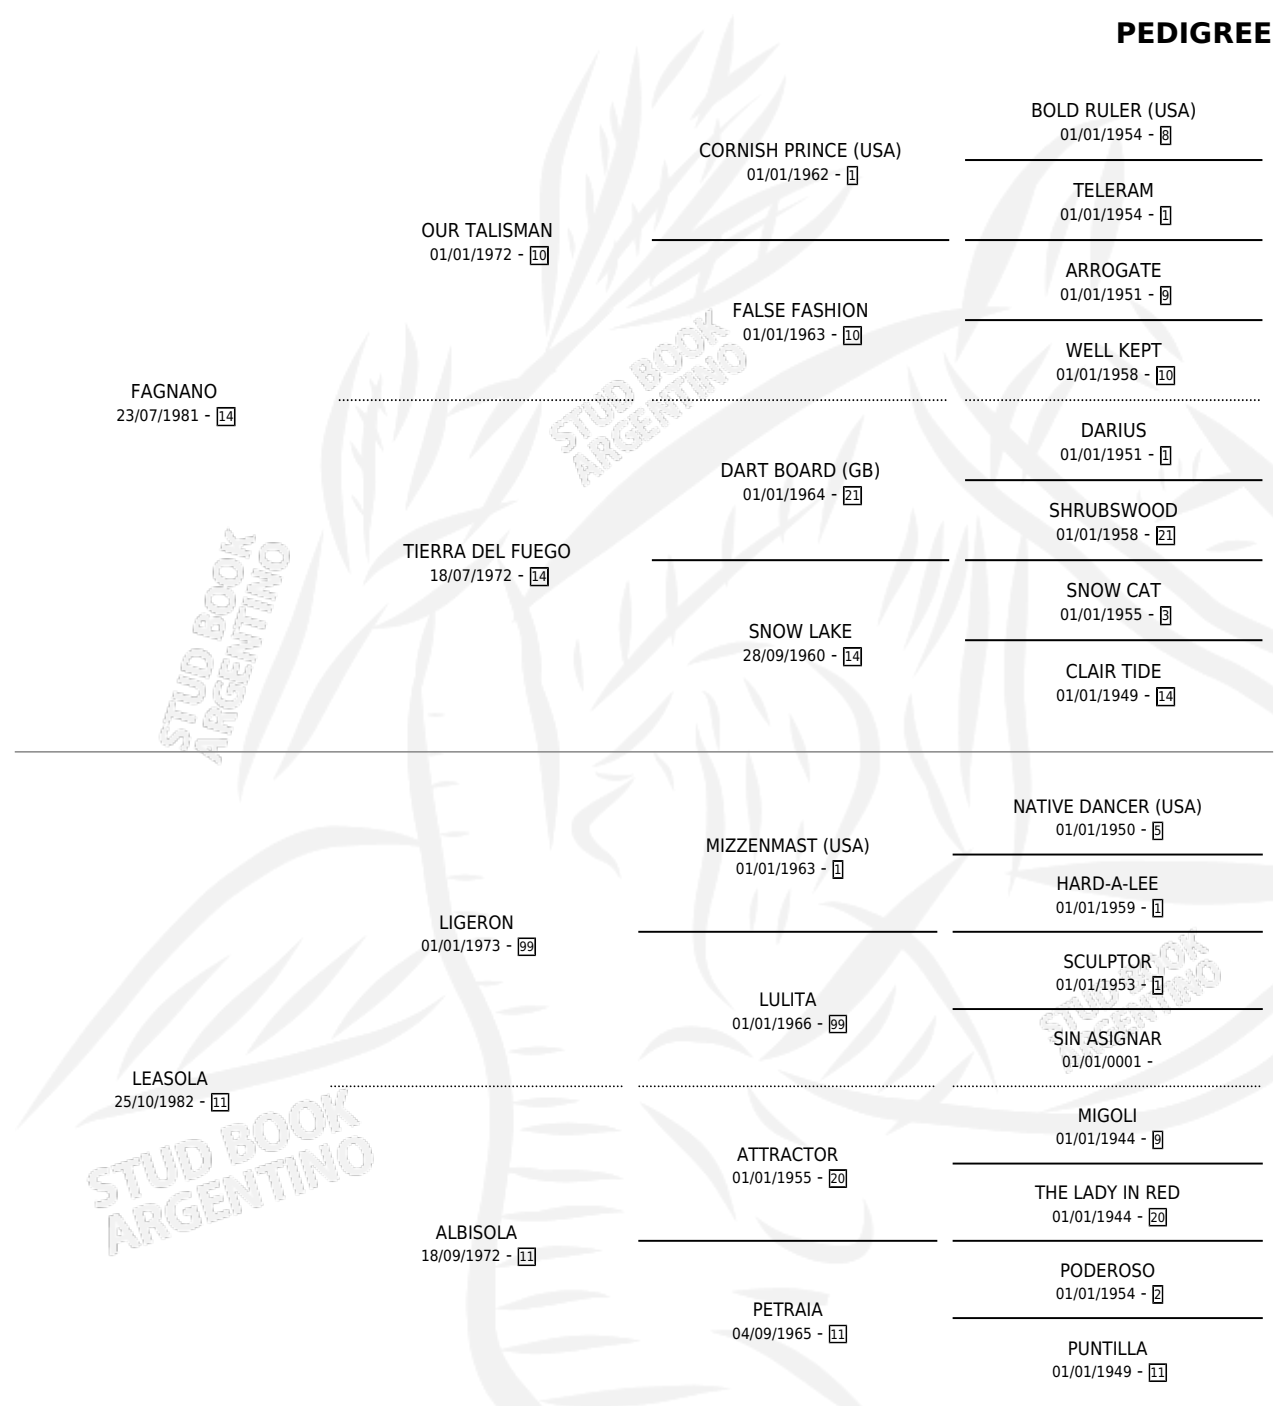 PEDIGREE
BOLD RULER (USA)
01/01/1954 - 8
CORNISH PRINCE (USA)
01/01/1962 - 1
TELERAM
01/01/1954 - 1
OUR TALISMAN
01/01/1972 - 10
ARROGATE
01/01/1951 - 9
FALSE FASHION
01/01/1963 - 10
WELL KEPT
01/01/1958 - 10
FAGNANO
23/07/1981 - 14
DARIUS
01/01/1951 - 1
DART BOARD (GB)
01/01/1964 - 21
SHRUBSWOOD
01/01/1958 - 21
TIERRA DEL FUEGO
18/07/1972 - 14
SNOW CAT
01/01/1955 - 3
SNOW LAKE
28/09/1960 - 14
CLAIR TIDE
01/01/1949 - 14
NATIVE DANCER (USA)
01/01/1950 - 5
MIZZENMAST (USA)
01/01/1963 - 1
HARD-A-LEE
01/01/1959 - 1
LIGERON
01/01/1973 - 99
SCULPTOR
01/01/1953 - 1
LULITA
01/01/1966 - 99
SIN ASIGNAR
01/01/0001 -
LEASOLA
25/10/1982 - 11
MIGOLI
01/01/1944 - 9
ATTRACTOR
01/01/1955 - 20
THE LADY IN RED
01/01/1944 - 20
ALBISOLA
18/09/1972 - 11
PODEROSO
01/01/1954 - 2
PETRAIA
04/09/1965 - 11
PUNTILLA
01/01/1949 - 11
STUD BOOK
ARGENTINO
STUD BOOK
ARGENTINO
STUD BOOK
ARGENTINO
STUD BOOK
ARGENTINO